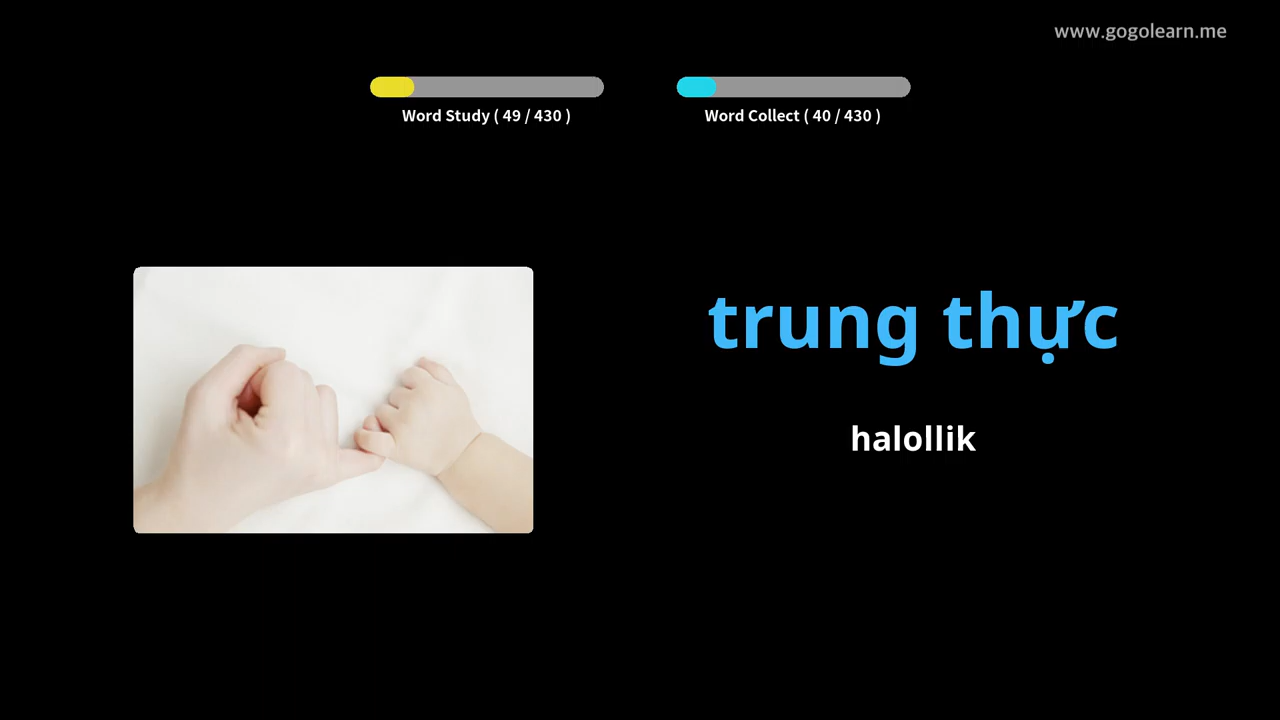 www.gogolearn.me
Word Study ( 49 / 430 )
Word Collect ( 40 / 430 )
trung thực
halollik